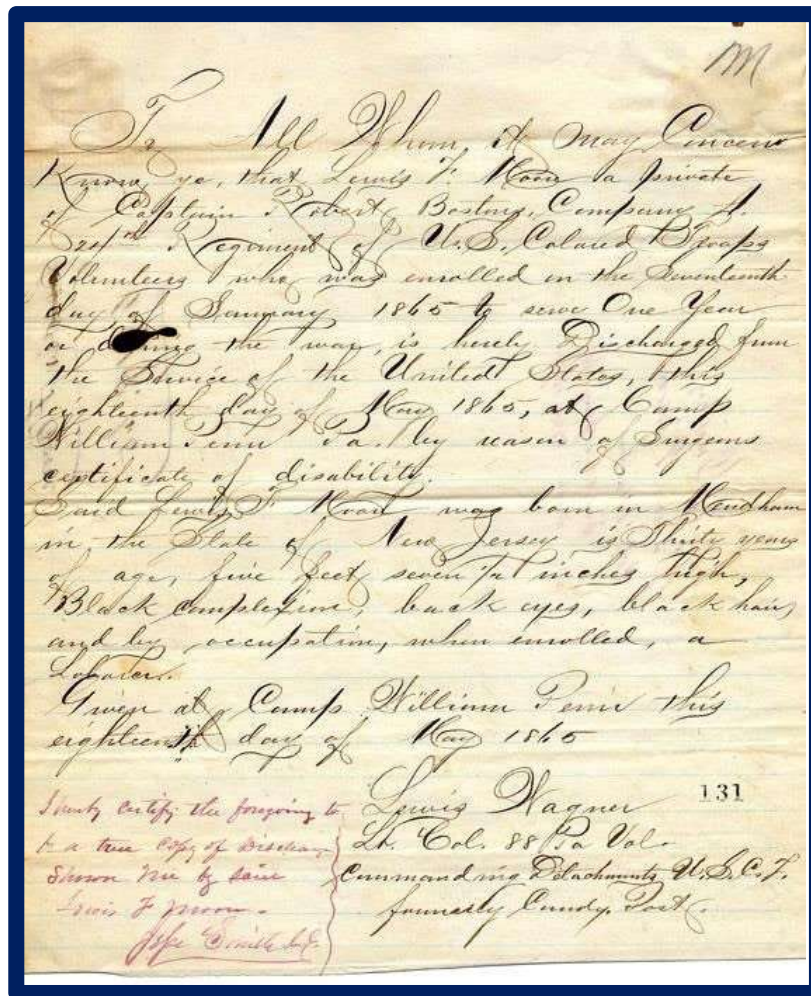 M
To All Whom it may Concern
Know ye, that Lewis F. Moore a private
of Captain Robert Bostons, Company A.
24th Regiment of U.S. Colored Troops
Volunteers who was enrolled on the Seventeenth
day of January 1865 to serve One Year
or during the war, is hereby Discharged from
the Service of the United States, this
eighteenth day of May 1865, at Camp
William Penn Pa. by reason of Surgeons
certificate of disability.
Said Lewis F. Moore was born in Mendham
in the State of New Jersey is Thirty years
of age, five feet seven inches high,
Black complexion, back eyes, black hair,
and by occupation, when enrolled, a
Laborer.
Given at Camp William Penn this
eighteenth day of May 1865
Lewis Wagner
131
Lt. Col. 88 Pa Vol.
Commanding Detachments U.S.C.T.
formerly Comdg. Post.
I hereby certify the foregoing to
be a true copy of Discharge
Shown me by said
Lewis F Moore.